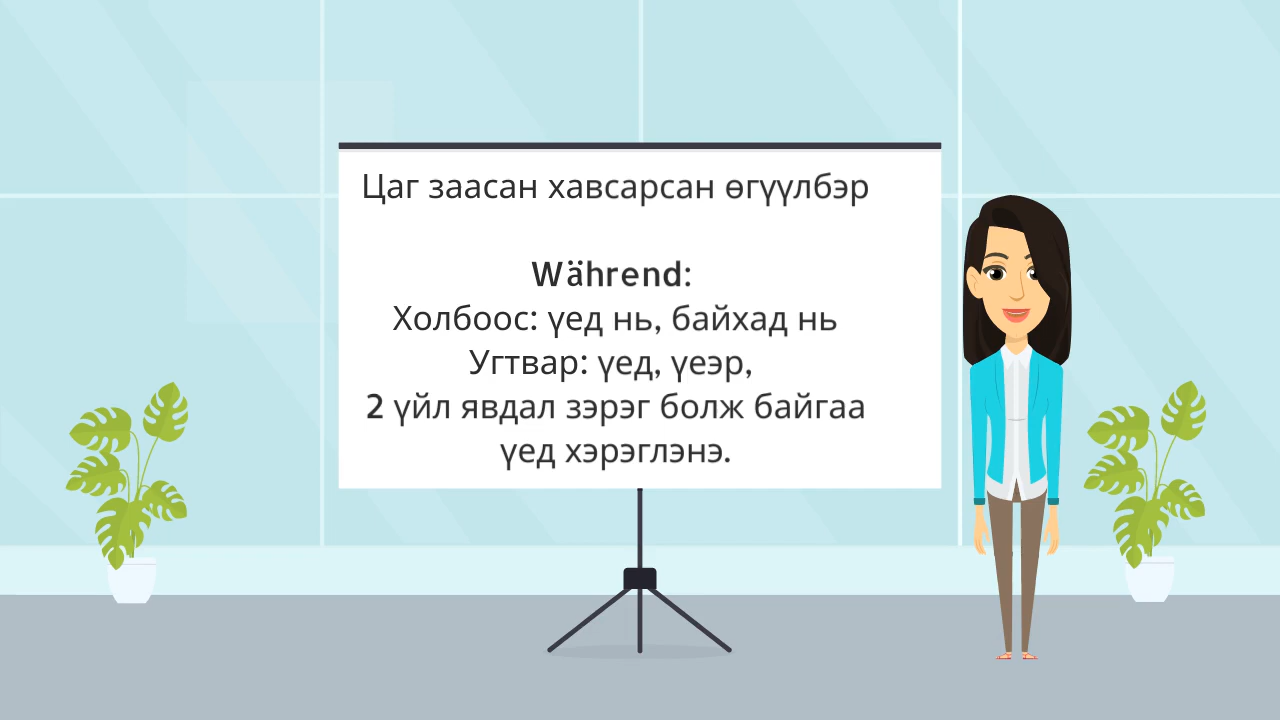 Цаг заасан хавсарсан өгүүлбэр
Während:
Холбоос: үед нь, байхад нь
Угтвар: үед, үеэр,
2 үйл явдал зэрэг болж байгаа
үед хэрэглэнэ.